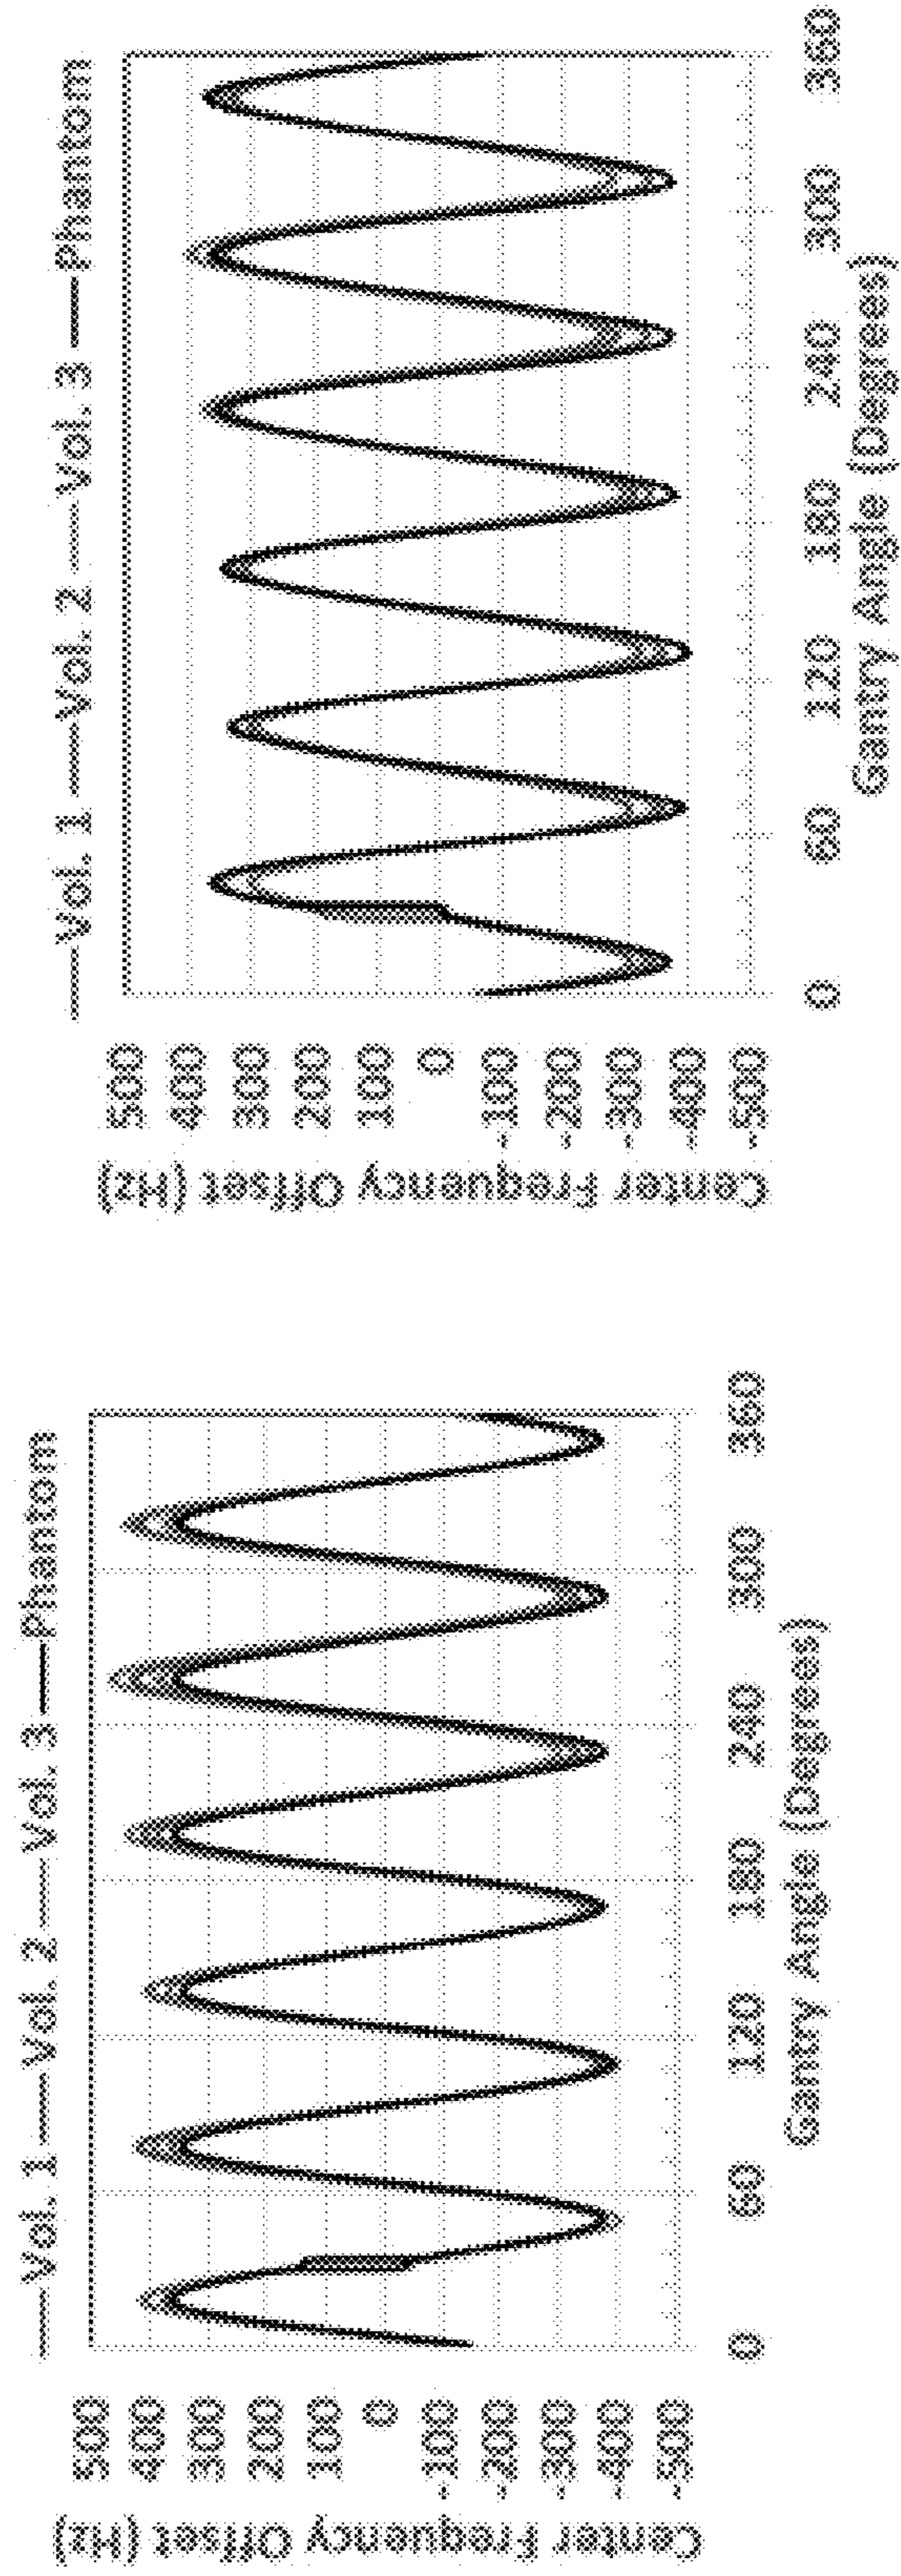 Vol. 1 Vol. 2 Vol. 3 Phantom
Center Frequency Offset (Hz)
500
400
300
200
100
0
-100
-200
-300
-400
-500
0 60 120 180 240 300 360
Gantry Angle (Degrees)
Vol. 1 Vol. 2 Vol. 3 Phantom
Center Frequency Offset (Hz)
500
400
300
200
100
0
-100
-200
-300
-400
-500
0 60 120 180 240 300 360
Gantry Angle (Degrees)